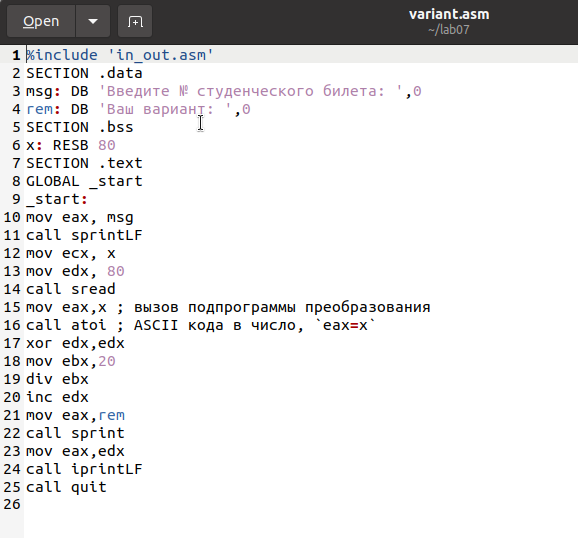 Open
variant.asm
~/lab07
1 %include 'in_out.asm'
2 SECTION .data
3 msg: DB 'Введите № студенческого билета: ',0
4 rem: DB 'Ваш вариант: ',0
5 SECTION .bss
6 x: RESB 80
7 SECTION .text
8 GLOBAL _start
9 _start:
10 mov eax, msg
11 call sprintLF
12 mov ecx, x
13 mov edx, 80
14 call sread
15 mov eax,x ; вызов подпрограммы преобразования
16 call atoi ; ASCII кода в число, `eax=x`
17 xor edx,edx
18 mov ebx,20
19 div ebx
20 inc edx
21 mov eax,rem
22 call sprint
23 mov eax,edx
24 call iprintLF
25 call quit
26